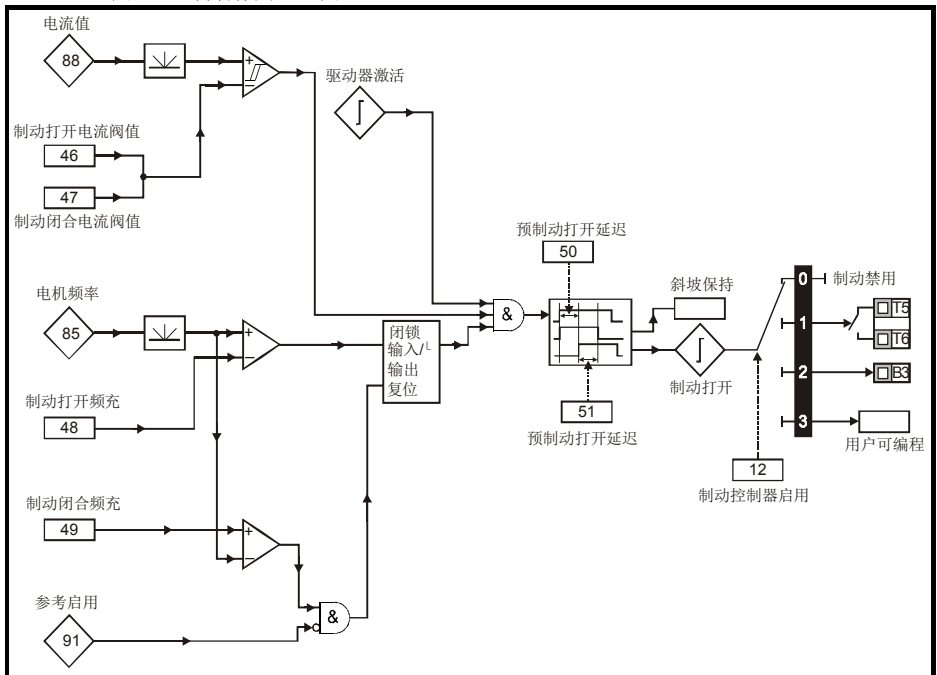 电流值
88
驱动器激活
制动打开电流阀值
46
47
制动闭合电流阀值
预制动打开延迟
50
斜坡保持
0
制动禁用
电机频率
85
闭锁
输入/L
输出
复位
&
1
T5
T6
制动打开
2
B3
制动打开频充
48
51
预制动打开延迟
3
用户可编程
12
制动控制器启用
制动闭合频充
49
参考启用
91
&